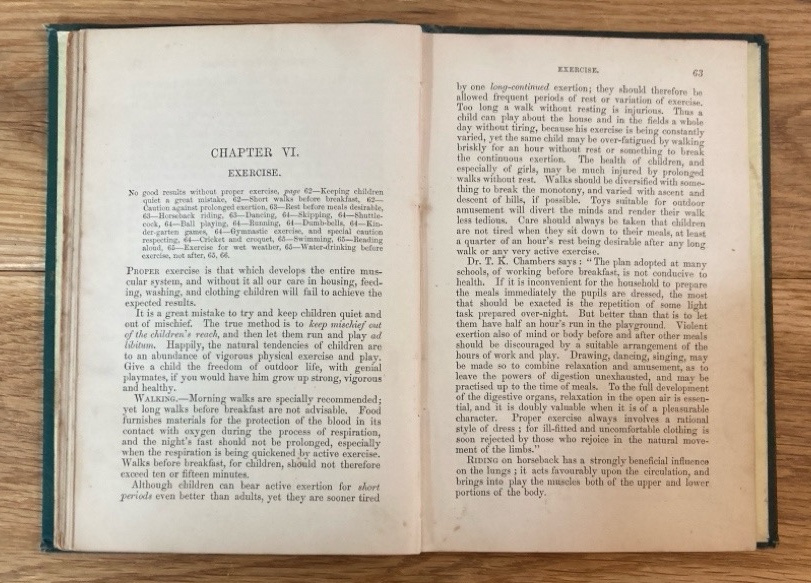 CHAPTER VI.
EXERCISE.
No good results without proper exercise, page 62—Keeping children
quiet a great mistake, 62—Short walks before breakfast, 62—
Caution against prolonged exertion, 63—Rest before meals desirable,
63—Horseback riding, 63—Dancing, 64—Skipping, 64—Shuttle-
cock, 64—Ball playing, 64—Running, 64—Dumb-bells, 64—Kin-
der-garten games, 64—Gymnastic exercise, and special caution
respecting, 64—Cricket and croquet, 65—Swimming, 65—Reading
aloud, 65—Exercise for wet weather, 65—Water-drinking before
exercise, not after, 65, 66.
PROPER exercise is that which develops the entire mus-
cular system, and without it all our care in housing, feed-
ing, washing, and clothing children will fail to achieve the
expected results.
It is a great mistake to try and keep children quiet and
out of mischief. The true method is to keep mischief out
of the children's reach, and then let them run and play ad
libitum. Happily, the natural tendencies of children are
to an abundance of vigorous physical exercise and play.
Give a child the freedom of outdoor life, with genial
playmates, if you would have him grow up strong, vigorous
and healthy.
WALKING.—Morning walks are specially recommended;
yet long walks before breakfast are not advisable. Food
furnishes materials for the protection of the blood in its
contact with oxygen during the process of respiration,
and the night's fast should not be prolonged, especially
when the respiration is being quickened by active exercise.
Walks before breakfast, for children, should not therefore
exceed ten or fifteen minutes.
Although children can bear active exertion for short
periods even better than adults, yet they are sooner tired
EXERCISE. 63
by one long-continued exertion; they should therefore be
allowed frequent periods of rest or variation of exercise.
Too long a walk without resting is injurious. Thus a
child can play about the house and in the fields a whole
day without tiring, because his exercise is being constantly
varied, yet the same child may be over-fatigued by walking
briskly for an hour without rest or something to break
the continuous exertion. The health of children, and
especially of girls, may be much injured by prolonged
walks without rest. Walks should be diversified with some-
thing to break the monotony, and varied with ascent and
descent of hills, if possible. Toys suitable for outdoor
amusement will divert the minds and render their walk
less tedious. Care should always be taken that children
are not tired when they sit down to their meals, at least
a quarter of an hour's rest being desirable after any long
walk or any very active exercise.
Dr. T. K. Chambers says: "The plan adopted at many
schools, of working before breakfast, is not conducive to
health. If it is inconvenient for the household to prepare
the meals immediately the pupils are dressed, the most
that should be exacted is the repetition of some light
task prepared over-night. But better than that is to let
them have half an hour's run in the playground. Violent
exertion also of mind or body before and after other meals
should be discouraged by a suitable arrangement of the
hours of work and play. Drawing, dancing, singing, may
be made so to combine relaxation and amusement, as to
leave the powers of digestion unexhausted, and may be
practised up to the time of meals. To the full development
of the digestive organs, relaxation in the open air is essen-
tial, and it is doubly valuable when it is of a pleasurable
character. Proper exercise always involves a rational
style of dress; for ill-fitted and uncomfortable clothing is
soon rejected by those who rejoice in the natural move-
ment of the limbs."
RIDING on horseback has a strongly beneficial influence
on the lungs; it acts favourably upon the circulation, and
brings into play the muscles both of the upper and lower
portions of the body.